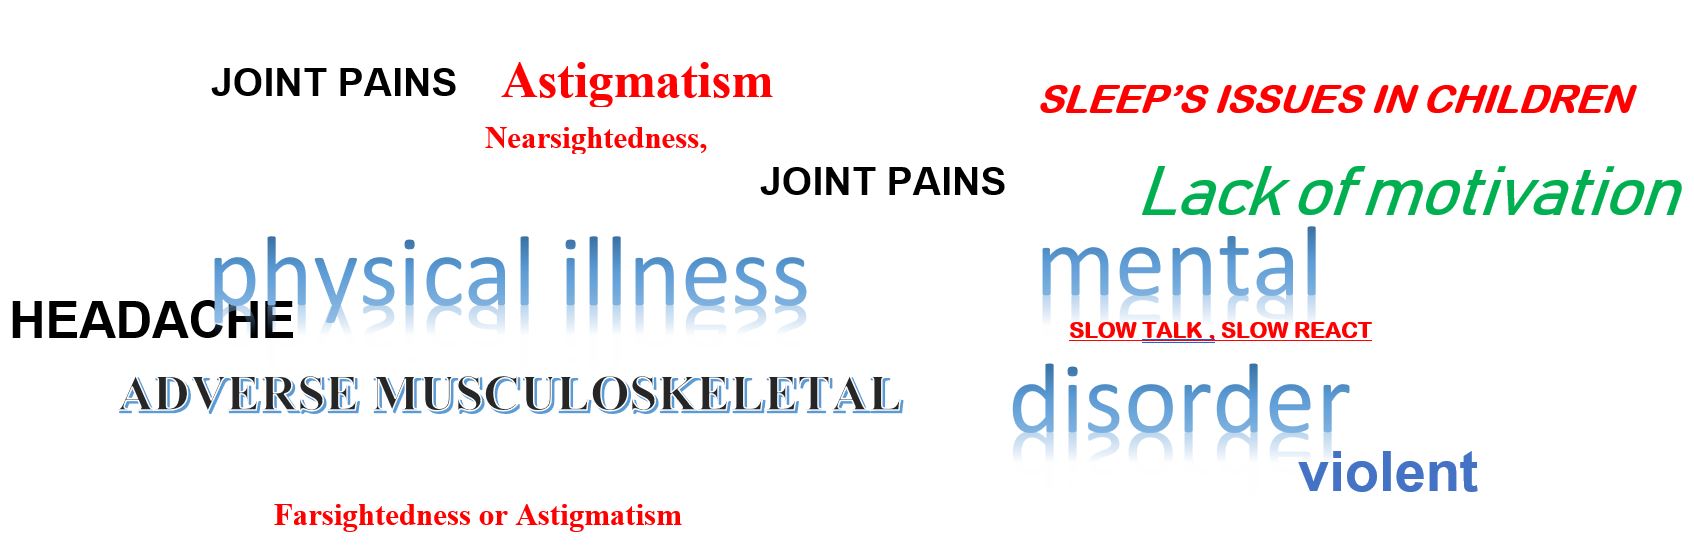 JOINT PAINS
Astigmatism
SLEEP’S ISSUES IN CHILDREN
Nearsightedness,
JOINT PAINS
Lack of motivation
physical illness
mental
HEADACHE
SLOW TALK , SLOW REACT
ADVERSE MUSCULOSKELETAL
disorder
violent
Farsightedness or Astigmatism